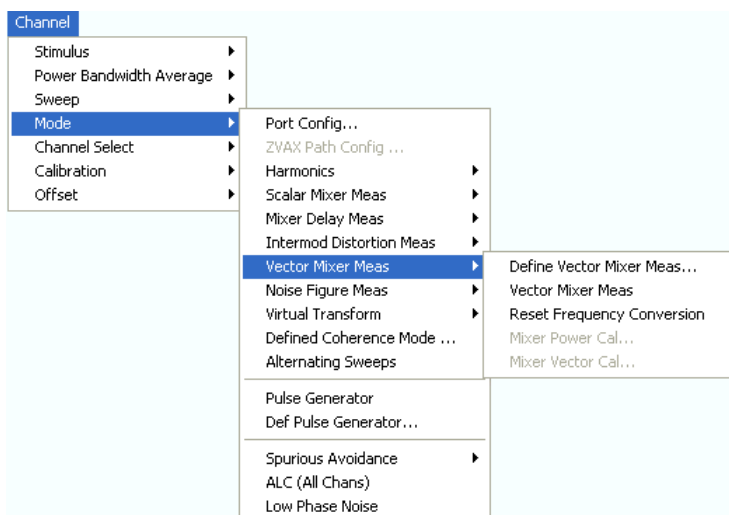 Channel
Stimulus
Power Bandwidth Average
Sweep
Mode
Channel Select
Calibration
Offset
Port Config...
ZVAX Path Config ...
Harmonics
Scalar Mixer Meas
Mixer Delay Meas
Intermod Distortion Meas
Vector Mixer Meas
Noise Figure Meas
Virtual Transform
Defined Coherence Mode ...
Alternating Sweeps
Pulse Generator
Def Pulse Generator...
Spurious Avoidance
ALC (All Chans)
Low Phase Noise
Define Vector Mixer Meas...
Vector Mixer Meas
Reset Frequency Conversion
Mixer Power Cal...
Mixer Vector Cal...